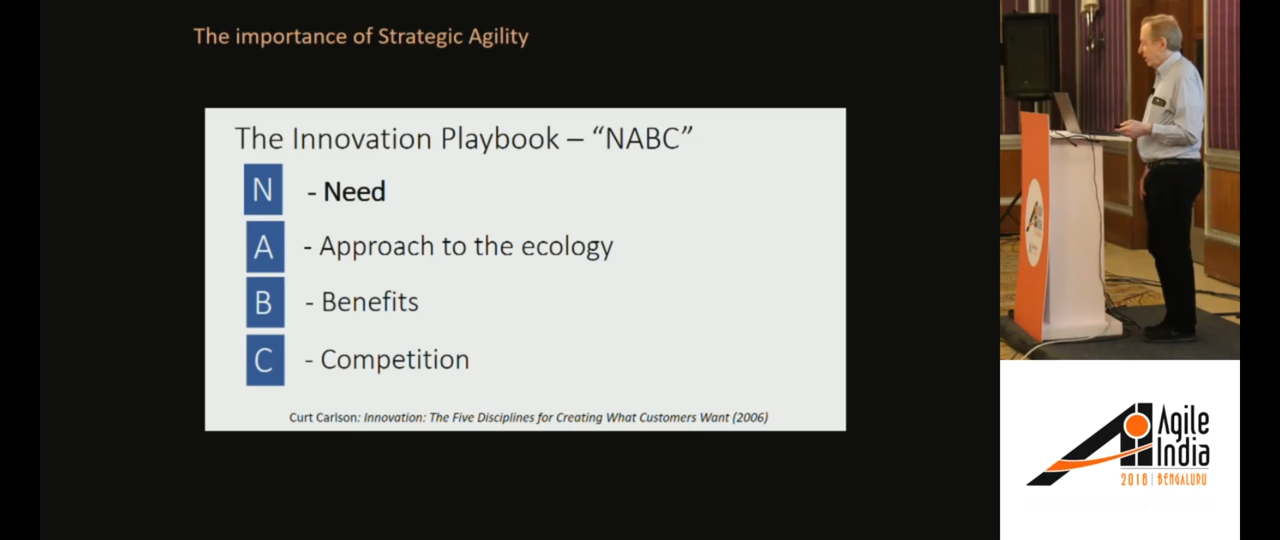 The importance of Strategic Agility
The Innovation Playbook – “NABC”
N - Need
A - Approach to the ecology
B - Benefits
C - Competition
Curt Carlson: Innovation: The Five Disciplines for Creating What Customers Want (2006)
Agile
India
2018 | BENGALURU